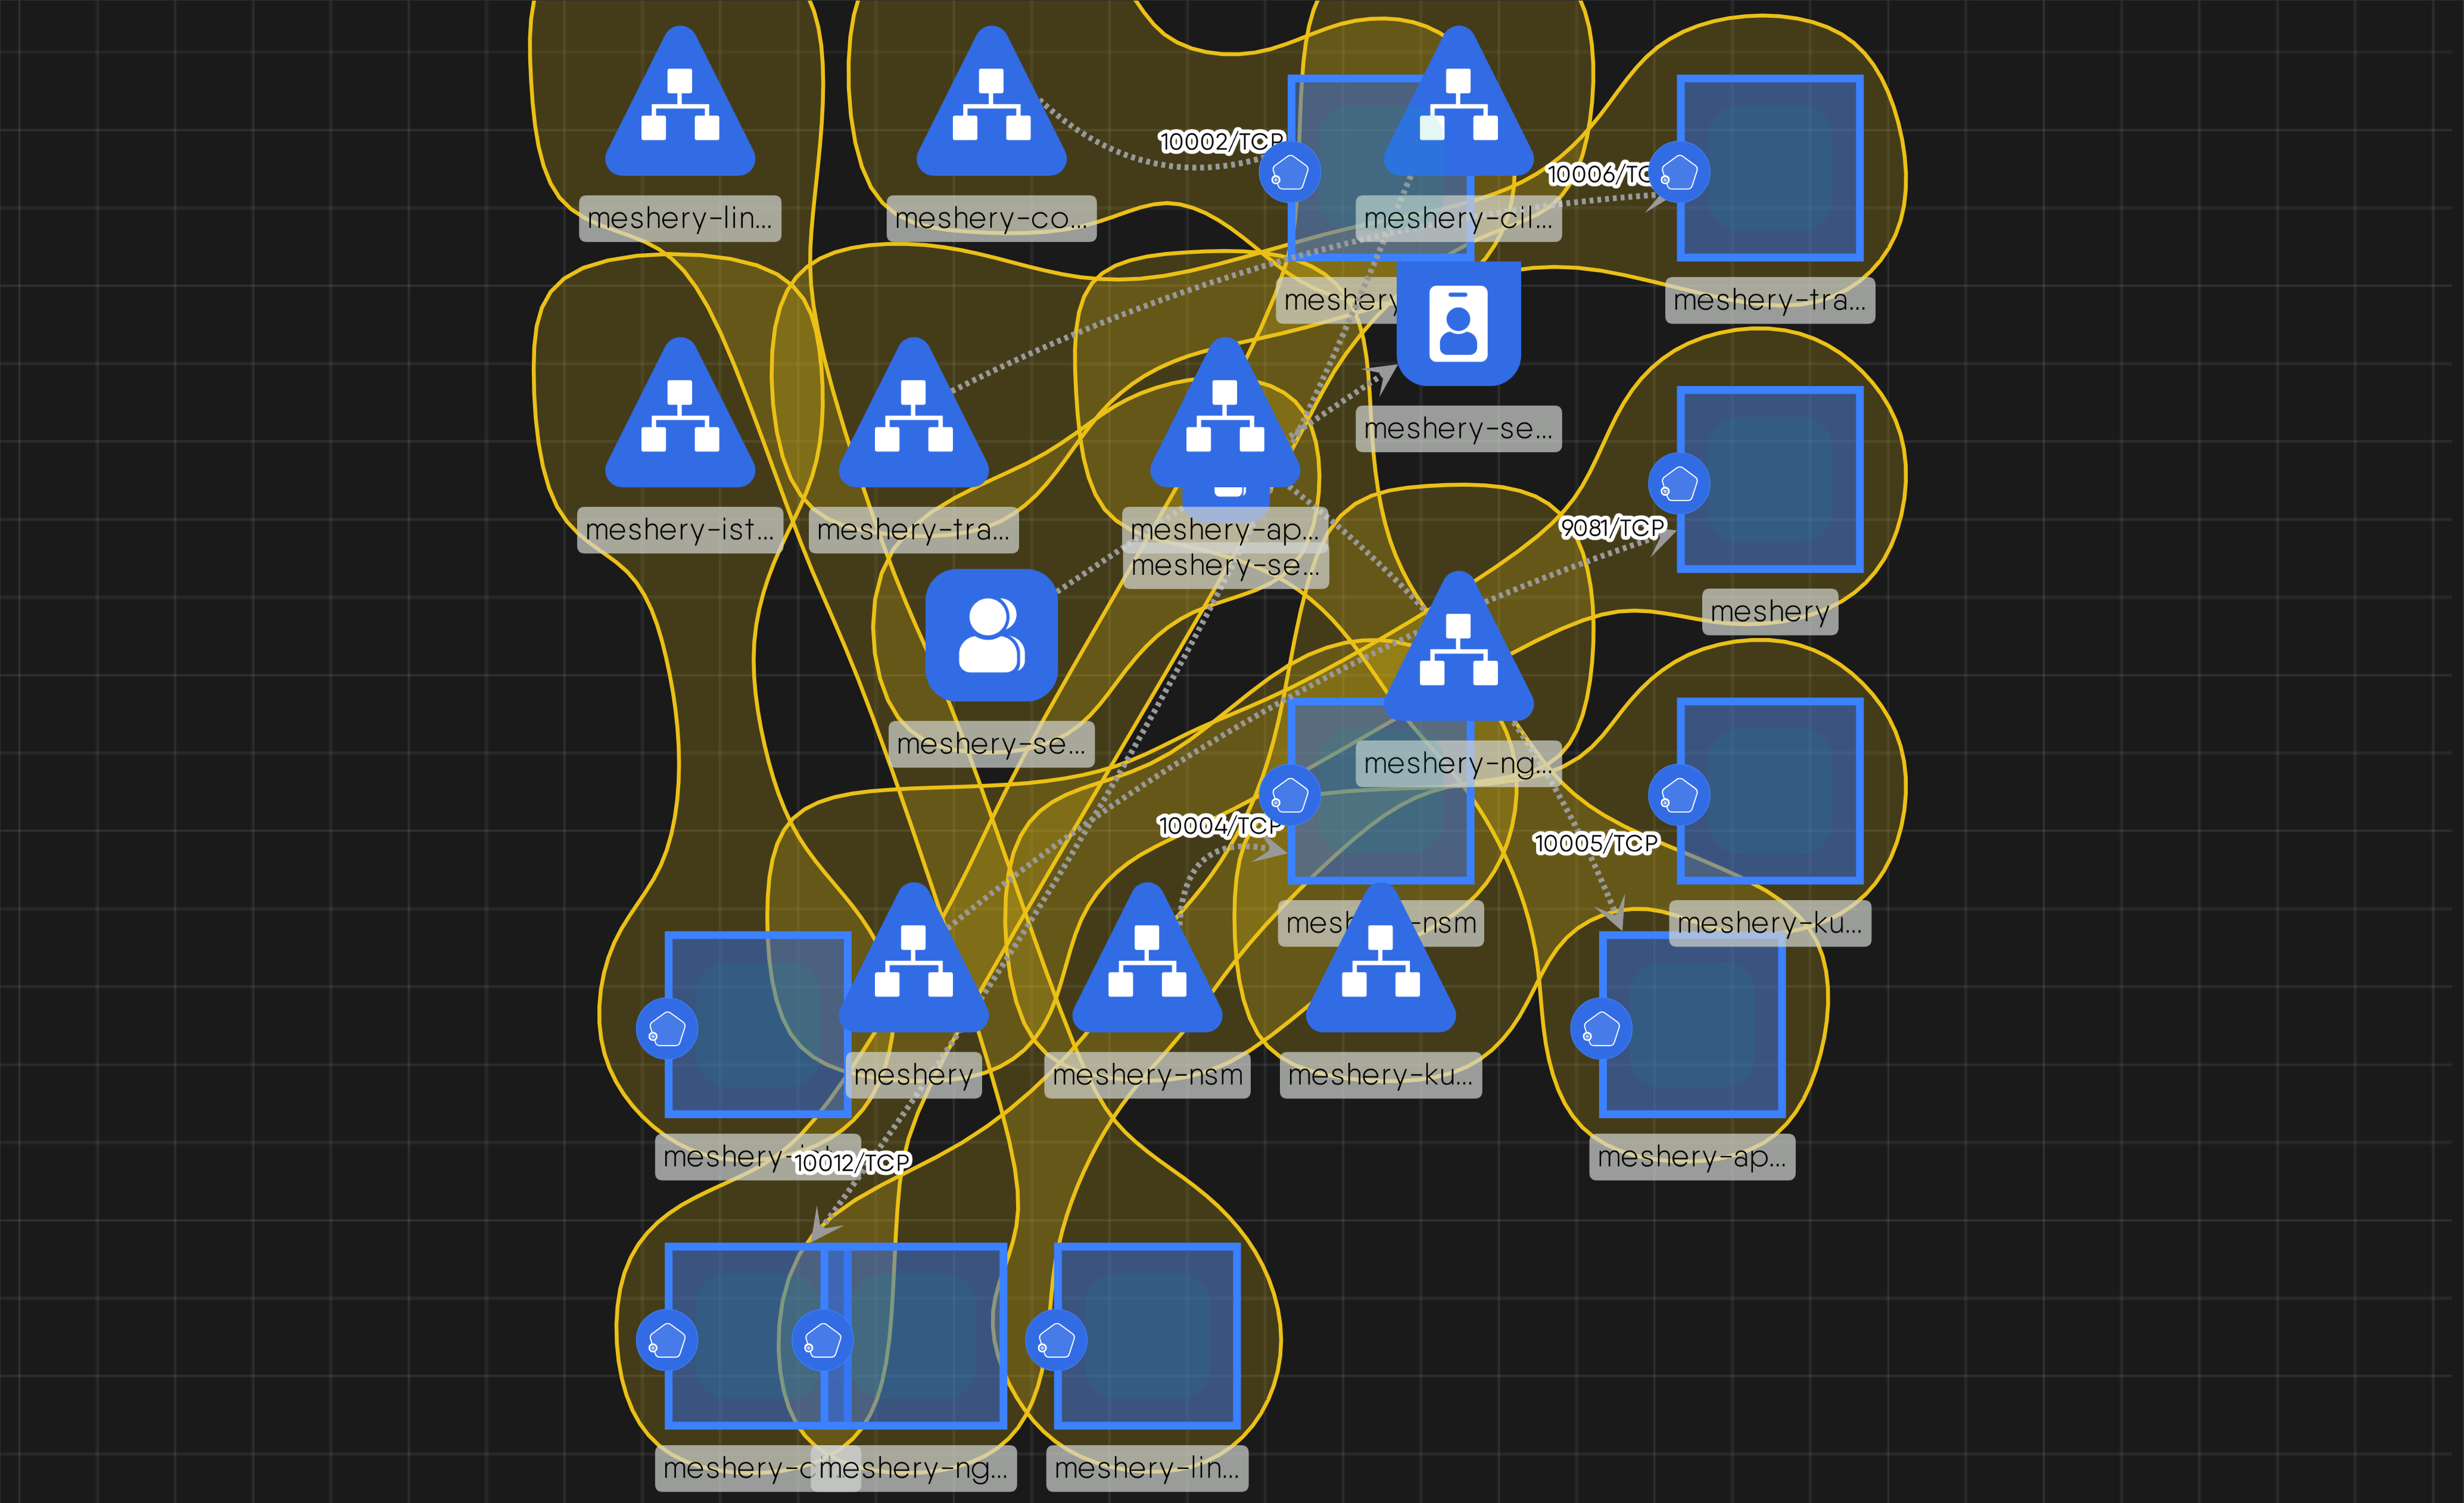 10002/TCP
10006/TC
meshery-lin...
meshery-co...
meshery-cil...
meshery
meshery-tra...
meshery-se...
meshery-ist...
meshery-tra...
meshery-ap...
9081/TCP
meshery-se...
meshery
meshery-se...
meshery-ng...
10004/TCP
10005/TCP
-nsm
meshery-ku...
meshery
meshery-nsm
meshery-ku...
meshery-
10012/TCP
meshery-ap...
meshery-c
meshery-ng...
meshery-lin...